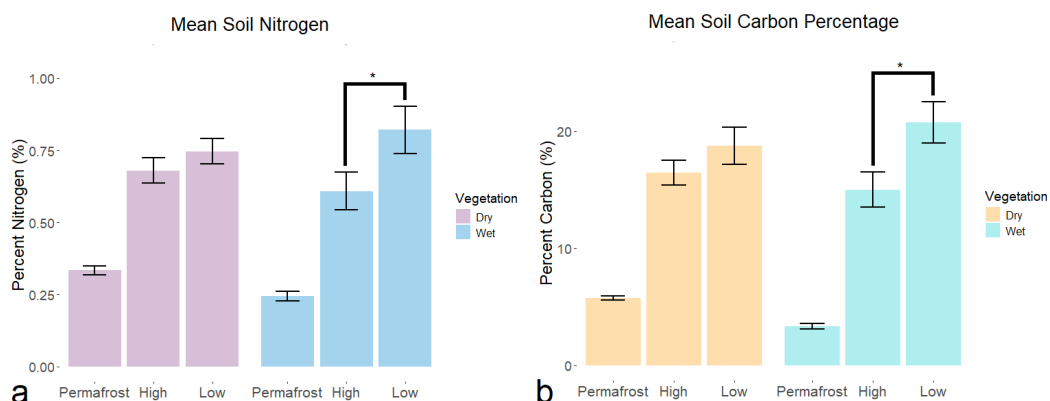 Mean Soil Nitrogen
Percent Nitrogen (%)
1.00
0.75
0.50
0.25
0.00
*
Permafrost High Low Permafrost High Low
Vegetation
Dry
Wet
a
Mean Soil Carbon Percentage
Percent Carbon (%)
20
10
0
*
Permafrost High Low Permafrost High Low
Vegetation
Dry
Wet
b